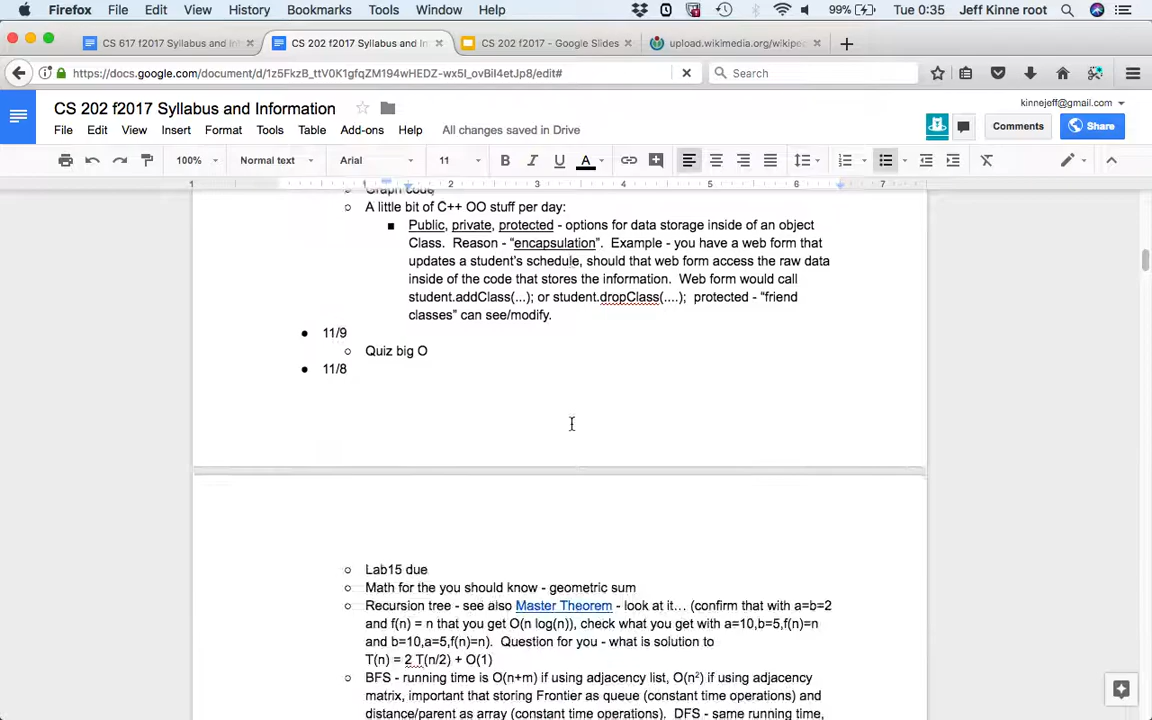 Firefox File Edit View History Bookmarks Tools Window Help 99% Tue 0:35 Jeff Kinne root
CS 617 f2017 Syllabus and In CS 202 f2017 Syllabus and In CS 202 f2017 - Google Slides upload.wikimedia.org/wikipe
https://docs.google.com/document/d/1z5FkzB_ttV0K1gfqZM194wHEDZ-wx5I_ovBil4etJp8/edit# Search
CS 202 f2017 Syllabus and Information kinnejeff@gmail.com
File Edit View Insert Format Tools Table Add-ons Help All changes saved in Drive Comments Share
100% Normal text Arial 11 B I U A
1 1 2 3 4 5 6 7
Graph code
A little bit of C++ OO stuff per day:
Public, private, protected - options for data storage inside of an object
Class. Reason - “encapsulation”. Example - you have a web form that
updates a student’s schedule, should that web form access the raw data
inside of the code that stores the information. Web form would call
student.addClass(...); or student.dropClass(....); protected - “friend
classes” can see/modify.
11/9
Quiz big O
11/8
Lab15 due
Math for the you should know - geometric sum
Recursion tree - see also Master Theorem - look at it… (confirm that with a=b=2
and f(n) = n that you get O(n log(n)), check what you get with a=10,b=5,f(n)=n
and b=10,a=5,f(n)=n). Question for you - what is solution to
T(n) = 2 T(n/2) + O(1)
BFS - running time is O(n+m) if using adjacency list, O(n²) if using adjacency
matrix, important that storing Frontier as queue (constant time operations) and
distance/parent as array (constant time operations). DFS - same running time,